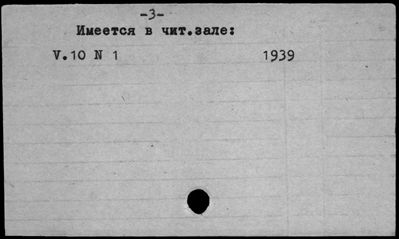 -3-
Имеется в чит.зале:
V.10 N 1 1939